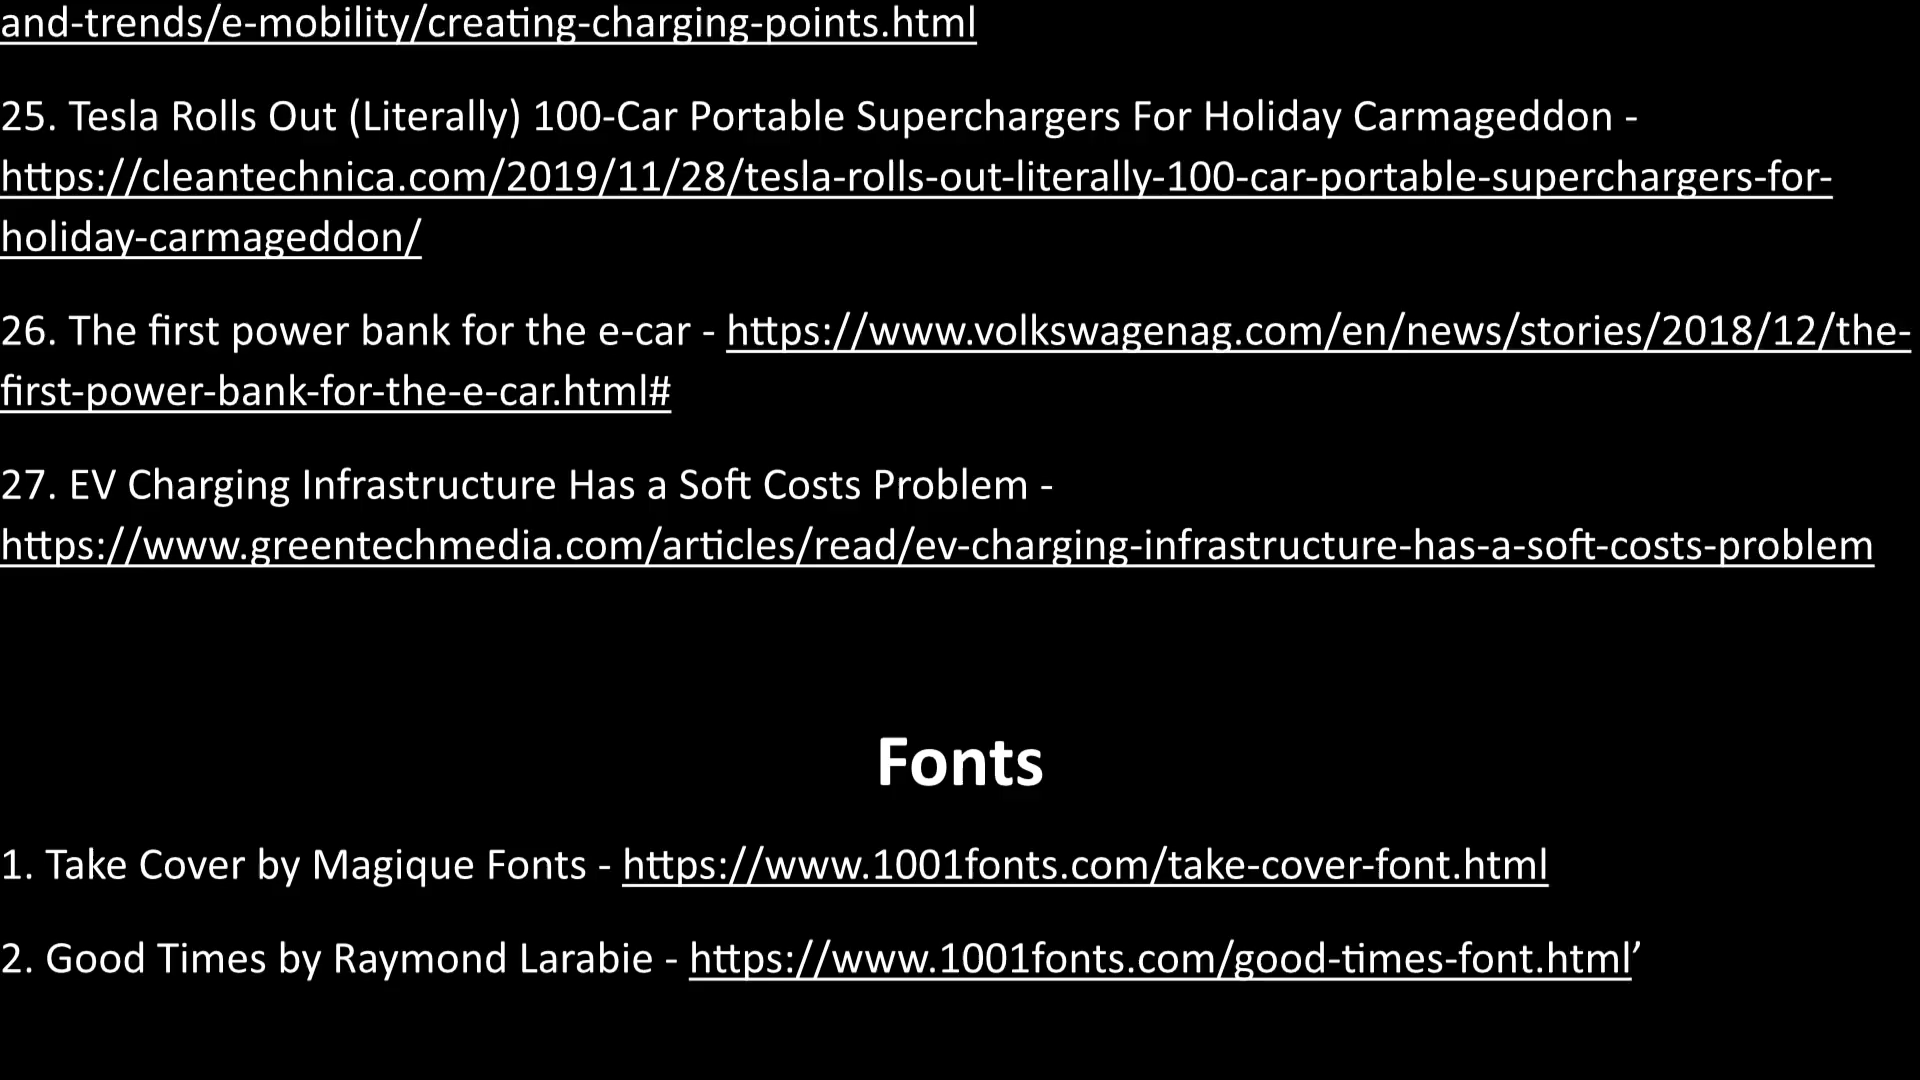 and-trends/e-mobility/creating-charging-points.html
25. Tesla Rolls Out (Literally) 100-Car Portable Superchargers For Holiday Carmageddon -
https://cleantechnica.com/2019/11/28/tesla-rolls-out-literally-100-car-portable-superchargers-for-
holiday-carmageddon/
26. The first power bank for the e-car - https://www.volkswagenag.com/en/news/stories/2018/12/the-
first-power-bank-for-the-e-car.html#
27. EV Charging Infrastructure Has a Soft Costs Problem -
https://www.greentechmedia.com/articles/read/ev-charging-infrastructure-has-a-soft-costs-problem
Fonts
1. Take Cover by Magique Fonts - https://www.1001fonts.com/take-cover-font.html
2. Good Times by Raymond Larabie - https://www.1001fonts.com/good-times-font.html’